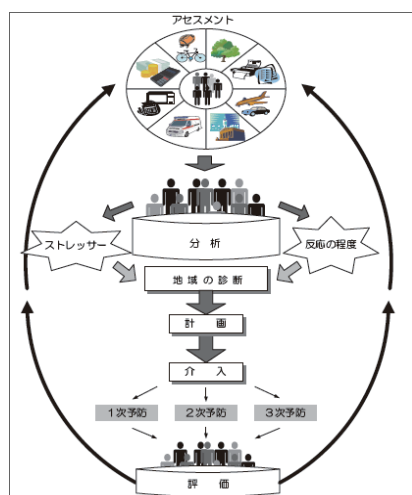 アセスメント
分 析
ストレッサー
反応の程度
地域の診断
計 画
介 入
1次予防
2次予防
3次予防
評 価